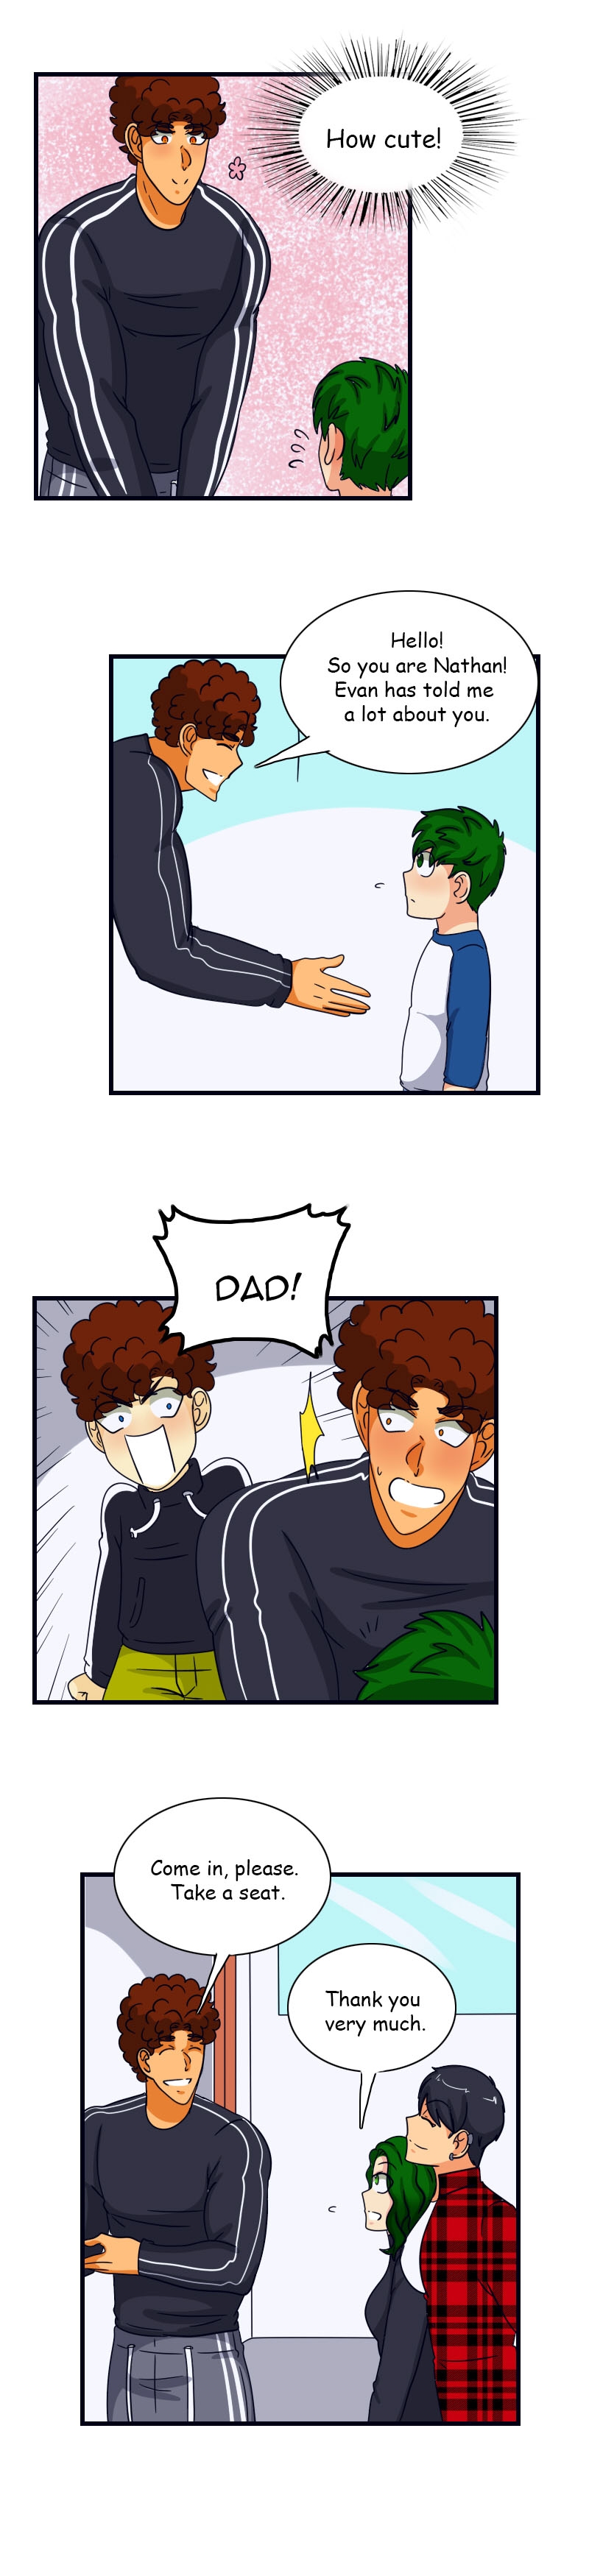 How cute!
Hello!
So you are Nathan!
Evan has told me
a lot about you.
DAD!
Come in, please.
Take a seat.
Thank you
very much.